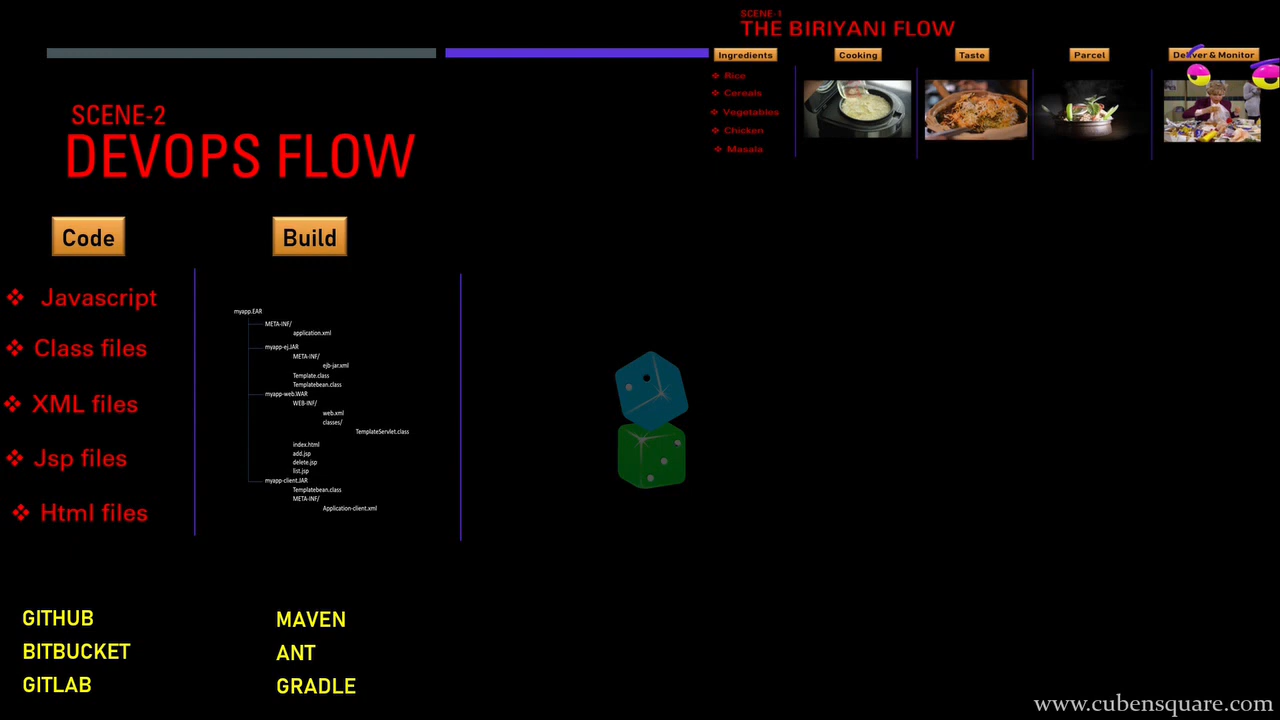 SCENE-1
THE BIRIYANI FLOW
Ingredients
Cooking
Taste
Parcel
Deliver & Monitor
Rice
Cereals
Vegetables
Chicken
Masala
SCENE-2
DEVOPS FLOW
Code
Build
Javascript
Class files
XML files
Jsp files
Html files
myapp.EAR
META-INF/
application.xml
myapp-ej.JAR
META-INF/
ejb-jar.xml
Template.class
Templatebean.class
myapp-web.WAR
WEB-INF/
web.xml
classes/
TemplateServlet.class
index.html
add.jsp
delete.jsp
list.jsp
myapp-client.JAR
Templatebean.class
META-INF/
Application-client.xml
GITHUB
BITBUCKET
GITLAB
MAVEN
ANT
GRADLE
www.cubensquare.com